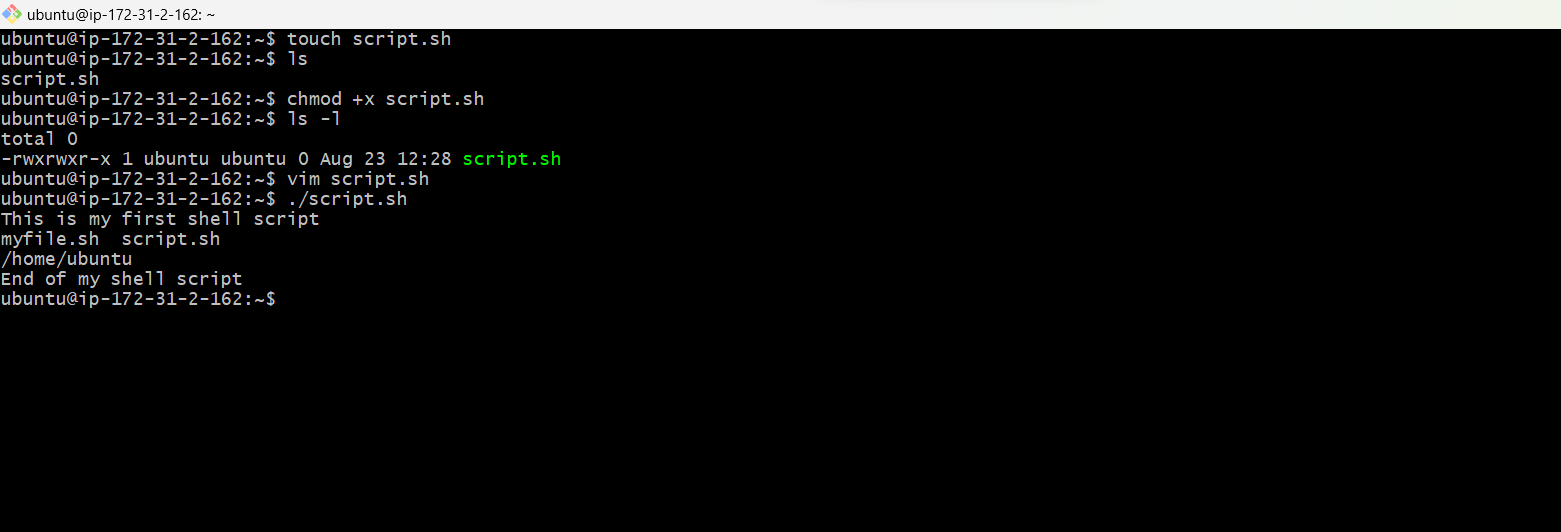 ubuntu@ip-172-31-2-162: ~
ubuntu@ip-172-31-2-162:~$ touch script.sh
ubuntu@ip-172-31-2-162:~$ ls
script.sh
ubuntu@ip-172-31-2-162:~$ chmod +x script.sh
ubuntu@ip-172-31-2-162:~$ ls -l
total 0
-rwxrwxr-x 1 ubuntu ubuntu 0 Aug 23 12:28 script.sh
ubuntu@ip-172-31-2-162:~$ vim script.sh
ubuntu@ip-172-31-2-162:~$ ./script.sh
This is my first shell script
myfile.sh  script.sh
/home/ubuntu
End of my shell script
ubuntu@ip-172-31-2-162:~$